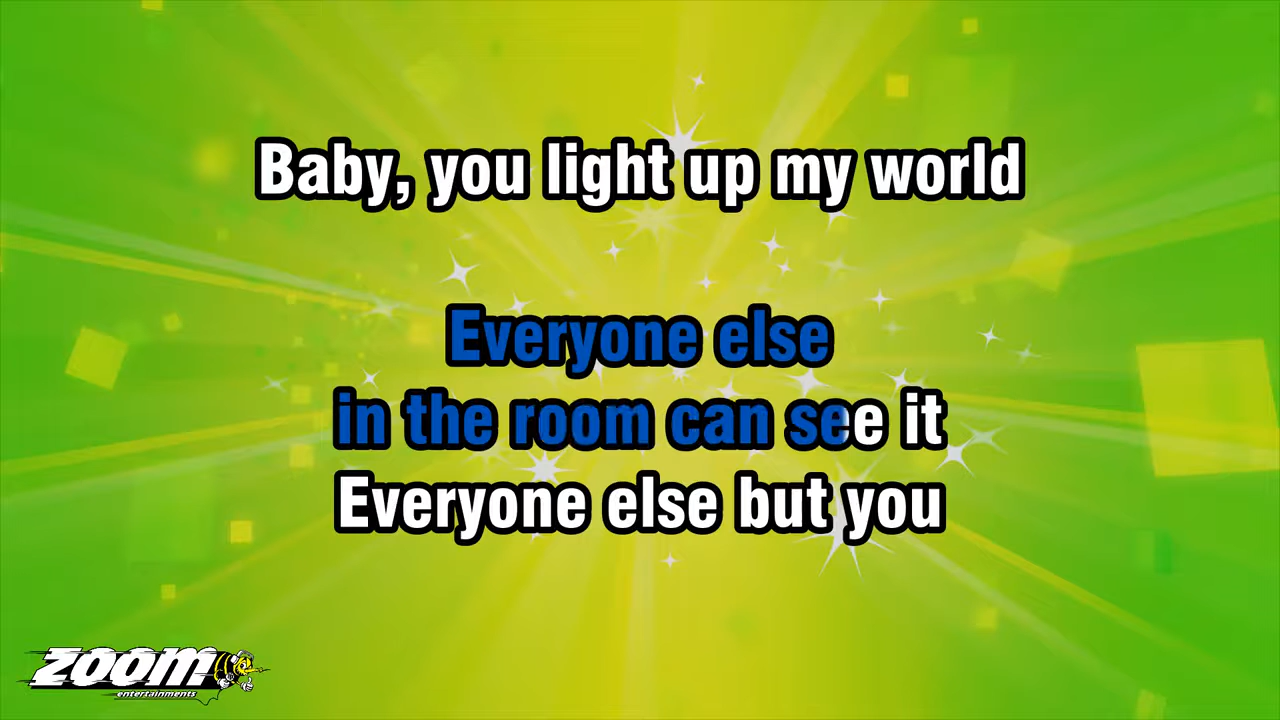 Baby, you light up my world
Everyone else
in the room can see it
Everyone else but you
zoom
entertainments